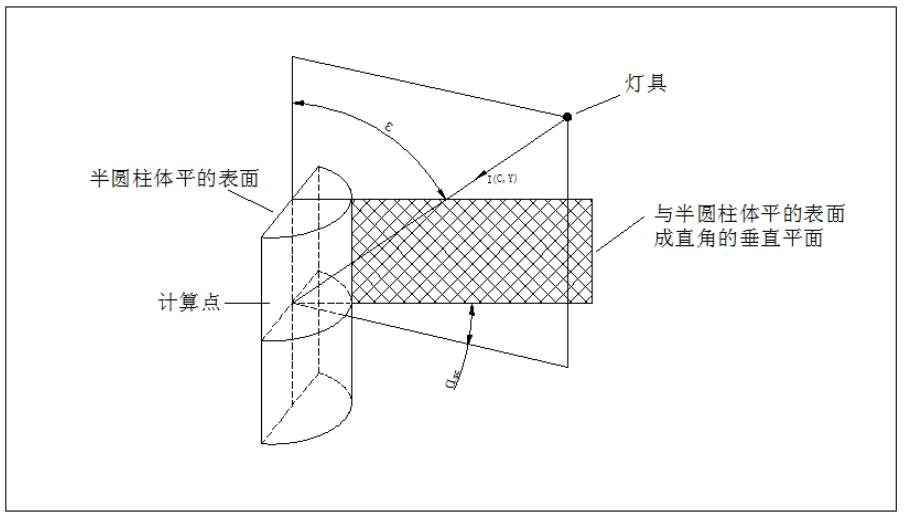 灯具
ε
I(C,Y)
半圆柱体平的表面
与半圆柱体平的表面
成直角的垂直平面
计算点
αsc